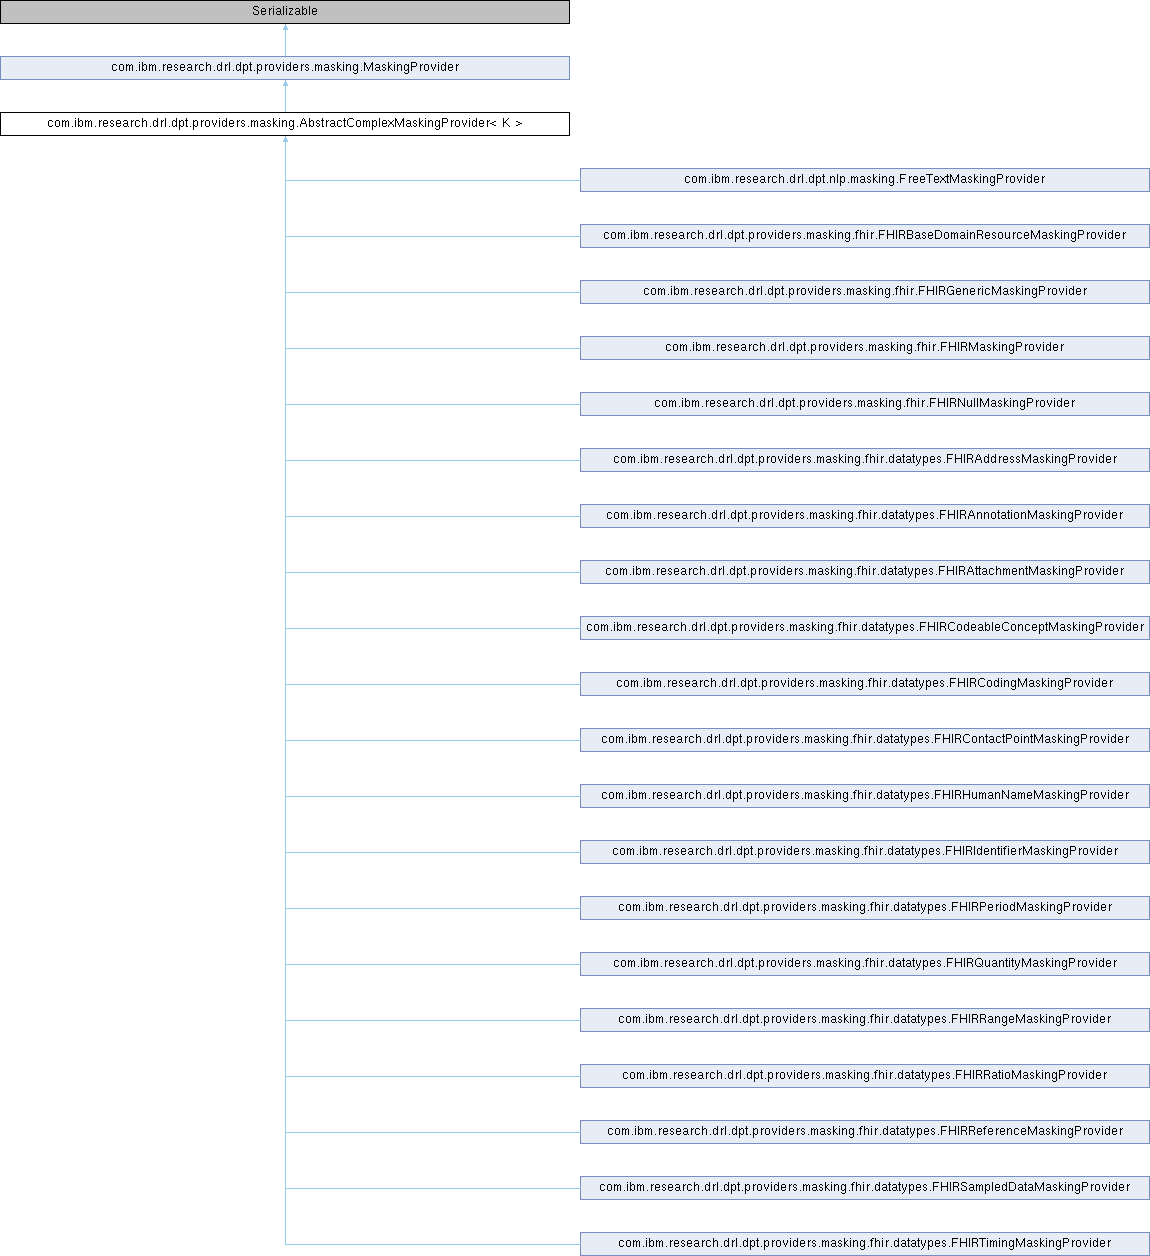 Serializable
com.ibm.research.drl.dpt.providers.masking.MaskingProvider
com.ibm.research.drl.dpt.providers.masking.AbstractComplexMaskingProvider< K >
com.ibm.research.drl.dpt.nlp.masking.FreeTextMaskingProvider
com.ibm.research.drl.dpt.providers.masking.fhir.FHIRBaseDomainResourceMaskingProvider
com.ibm.research.drl.dpt.providers.masking.fhir.FHIRGenericMaskingProvider
com.ibm.research.drl.dpt.providers.masking.fhir.FHIRMaskingProvider
com.ibm.research.drl.dpt.providers.masking.fhir.FHIRNullMaskingProvider
com.ibm.research.drl.dpt.providers.masking.fhir.datatypes.FHIRAddressMaskingProvider
com.ibm.research.drl.dpt.providers.masking.fhir.datatypes.FHIRAnnotationMaskingProvider
com.ibm.research.drl.dpt.providers.masking.fhir.datatypes.FHIRAttachmentMaskingProvider
com.ibm.research.drl.dpt.providers.masking.fhir.datatypes.FHIRCodeableConceptMaskingProvider
com.ibm.research.drl.dpt.providers.masking.fhir.datatypes.FHIRCodingMaskingProvider
com.ibm.research.drl.dpt.providers.masking.fhir.datatypes.FHIRContactPointMaskingProvider
com.ibm.research.drl.dpt.providers.masking.fhir.datatypes.FHIRHumanNameMaskingProvider
com.ibm.research.drl.dpt.providers.masking.fhir.datatypes.FHIRIdentifierMaskingProvider
com.ibm.research.drl.dpt.providers.masking.fhir.datatypes.FHIRPeriodMaskingProvider
com.ibm.research.drl.dpt.providers.masking.fhir.datatypes.FHIRQuantityMaskingProvider
com.ibm.research.drl.dpt.providers.masking.fhir.datatypes.FHIRRangeMaskingProvider
com.ibm.research.drl.dpt.providers.masking.fhir.datatypes.FHIRRatioMaskingProvider
com.ibm.research.drl.dpt.providers.masking.fhir.datatypes.FHIRReferenceMaskingProvider
com.ibm.research.drl.dpt.providers.masking.fhir.datatypes.FHIRSampledDataMaskingProvider
com.ibm.research.drl.dpt.providers.masking.fhir.datatypes.FHIRTimingMaskingProvider